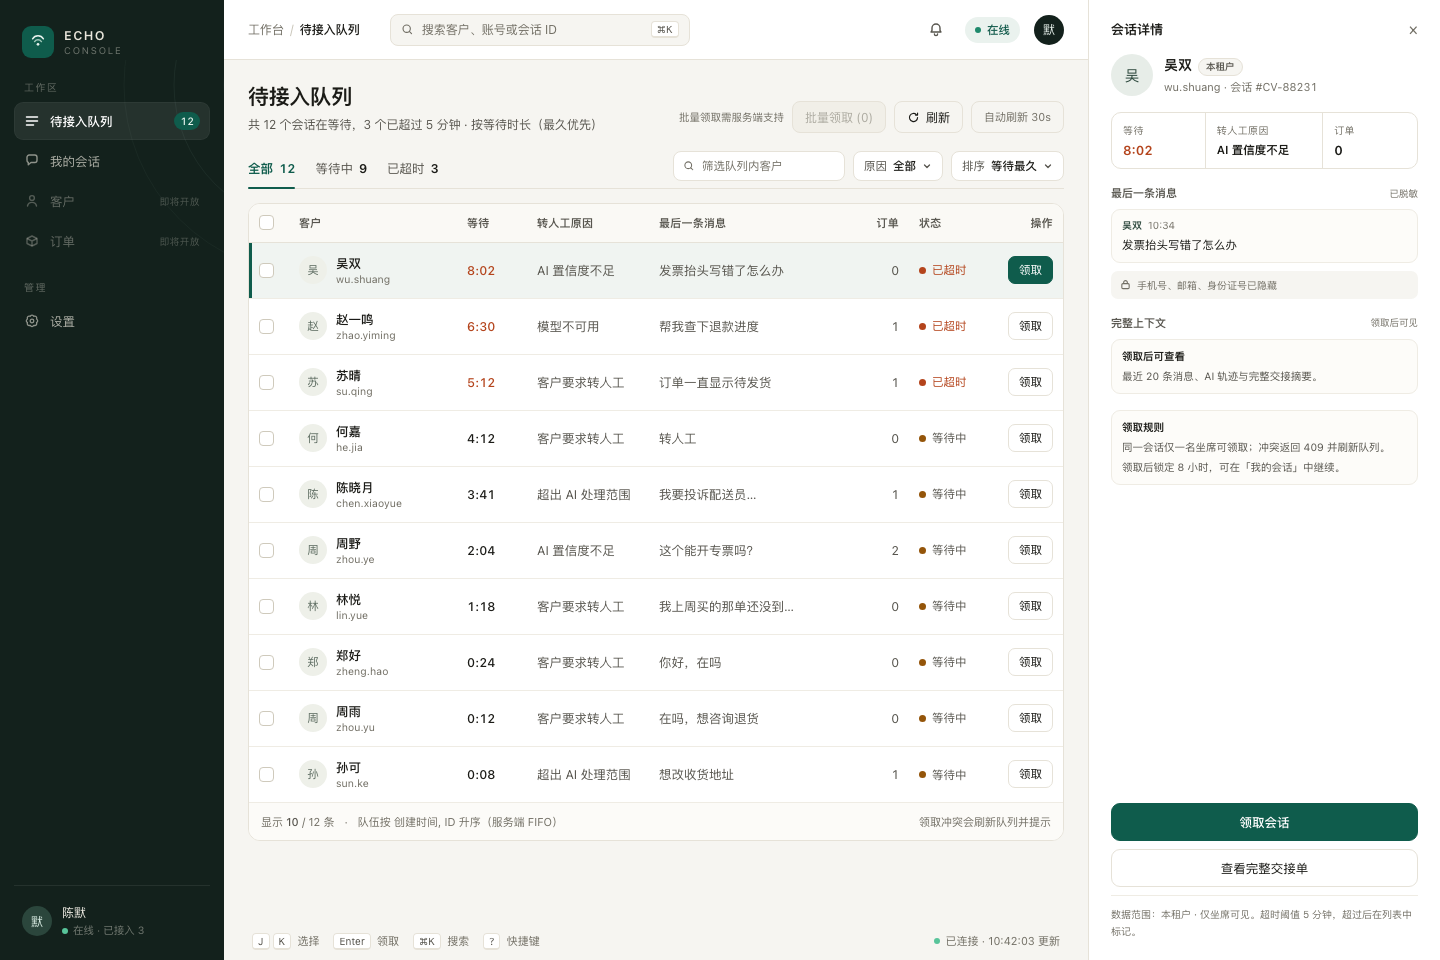 ECHO
CONSOLE
工作区
待接入队列 12
我的会话
客户 即将开放
订单 即将开放
管理
设置
默 陈默
在线 · 已接入 3
工作台 / 待接入队列
搜索客户、账号或会话 ID ⌘K
在线
默
待接入队列
共 12 个会话在等待，3 个已超过 5 分钟 · 按等待时长（最久优先）
批量领取需服务端支持 批量领取 (0) 刷新 自动刷新 30s
全部 12 等待中 9 已超时 3
筛选队列内客户 原因 全部 排序 等待最久
客户 等待 转人工原因 最后一条消息 订单 状态 操作
吴 吴双 8:02 AI 置信度不足 发票抬头写错了怎么办 0 已超时 领取
wu.shuang
赵 赵一鸣 6:30 模型不可用 帮我查下退款进度 1 已超时 领取
zhao.yiming
苏 苏晴 5:12 客户要求转人工 订单一直显示待发货 1 已超时 领取
su.qing
何 何嘉 4:12 客户要求转人工 转人工 0 等待中 领取
he.jia
陈 陈晓月 3:41 超出 AI 处理范围 我要投诉配送员... 1 等待中 领取
chen.xiaoyue
周 周野 2:04 AI 置信度不足 这个能开专票吗? 2 等待中 领取
zhou.ye
林 林悦 1:18 客户要求转人工 我上周买的那单还没到... 0 等待中 领取
lin.yue
郑 郑好 0:24 客户要求转人工 你好，在吗 0 等待中 领取
zheng.hao
周 周雨 0:12 客户要求转人工 在吗，想咨询退货 0 等待中 领取
zhou.yu
孙 孙可 0:08 超出 AI 处理范围 想改收货地址 1 等待中 领取
sun.ke
显示 10 / 12 条 · 队伍按 创建时间, ID 升序（服务端 FIFO） 领取冲突会刷新队列并提示
J K 选择 Enter 领取 ⌘K 搜索 ? 快捷键 已连接 · 10:42:03 更新
会话详情
吴 吴双 本租户
wu.shuang · 会话 #CV-88231
等待 转人工原因 订单
8:02 AI 置信度不足 0
最后一条消息 已脱敏
吴双 10:34
发票抬头写错了怎么办
手机号、邮箱、身份证号已隐藏
完整上下文 领取后可见
领取后可查看
最近 20 条消息、AI 轨迹与完整交接摘要。
领取规则
同一会话仅一名坐席可领取；冲突返回 409 并刷新队列。
领取后锁定 8 小时，可在「我的会话」中继续。
领取会话
查看完整交接单
数据范围：本租户 · 仅坐席可见。超时阈值 5 分钟，超过后在列表中
标记。